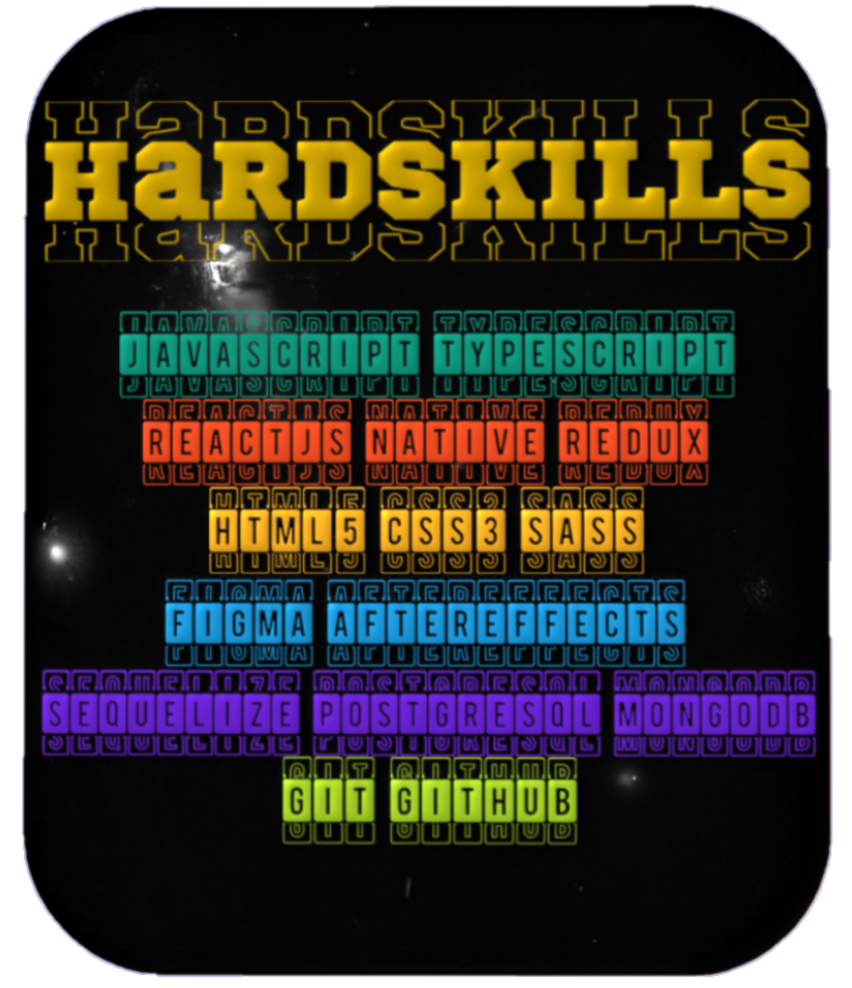 HaRDSKILLS
JAVASCRIPT TYPESCRIPT
REACTJS NATIVE REDUX
HTML5 CSS3 SASS
FIGMA AFTEREFFECTS
SEQUELIZE POSTGRESQL MONGODB
GIT GITHUB